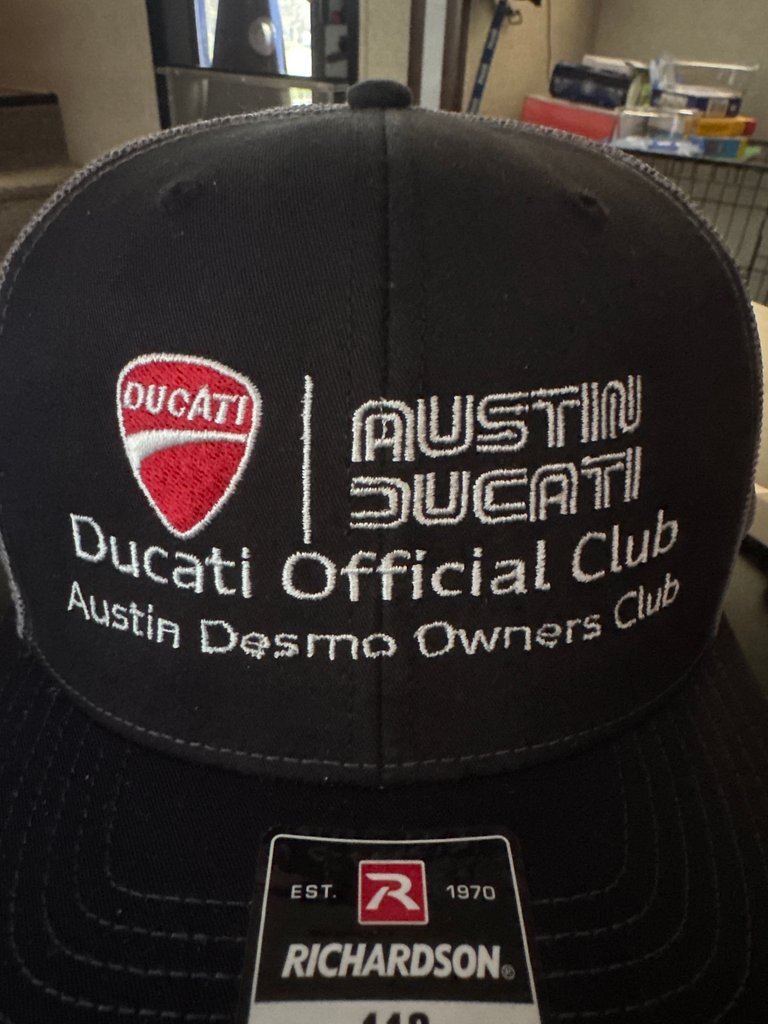 DUCATI
AUSTIN
DUCATI
Ducati Official Club
Austin Desmo Owners Club
EST. R 1970
RICHARDSON®